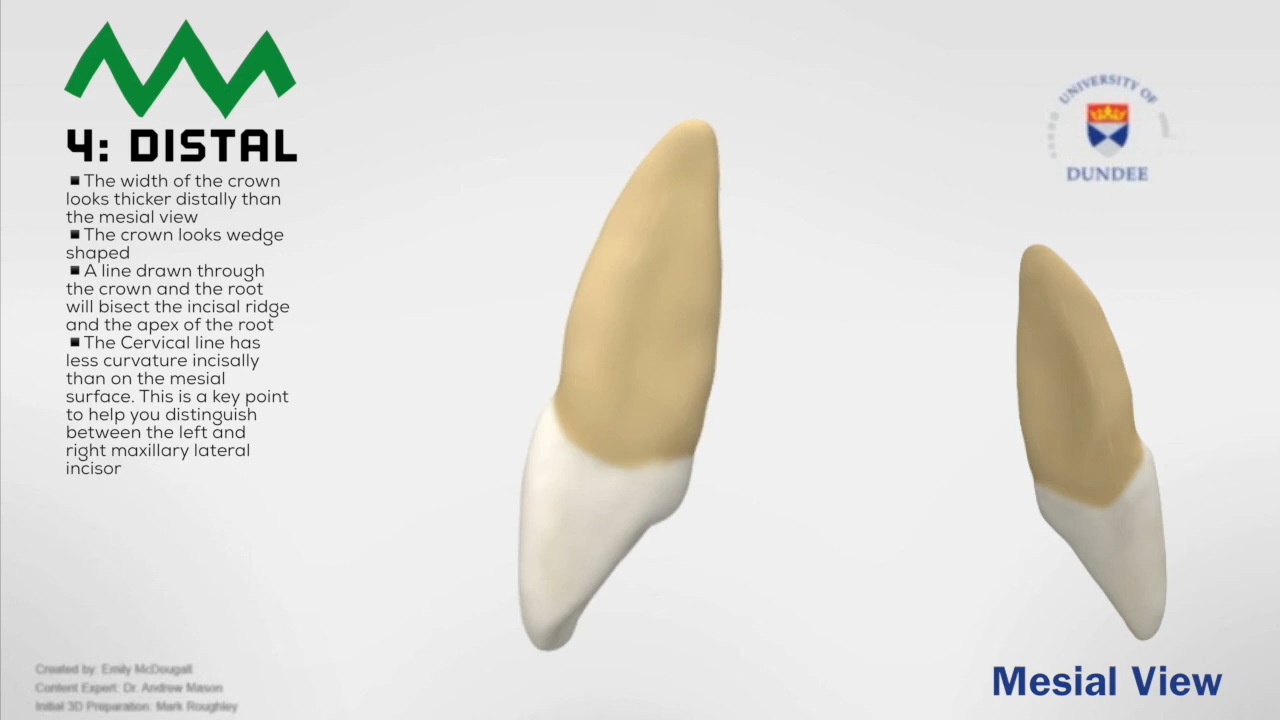 4: DISTAL
▪ The width of the crown
looks thicker distally than
the mesial view
▪ The crown looks wedge
shaped
▪ A line drawn through
the crown and the root
will bisect the incisal ridge
and the apex of the root
▪ The Cervical line has
less curvature incisally
than on the mesial
surface. This is a key point
to help you distinguish
between the left and
right maxillary lateral
incisor
UNIVERSITY OF
DUNDEE
Mesial View
Created by: Emily McDougall
Content Expert: Dr. Andrew Mason
Initial 3D Preparation: Mark Roughley